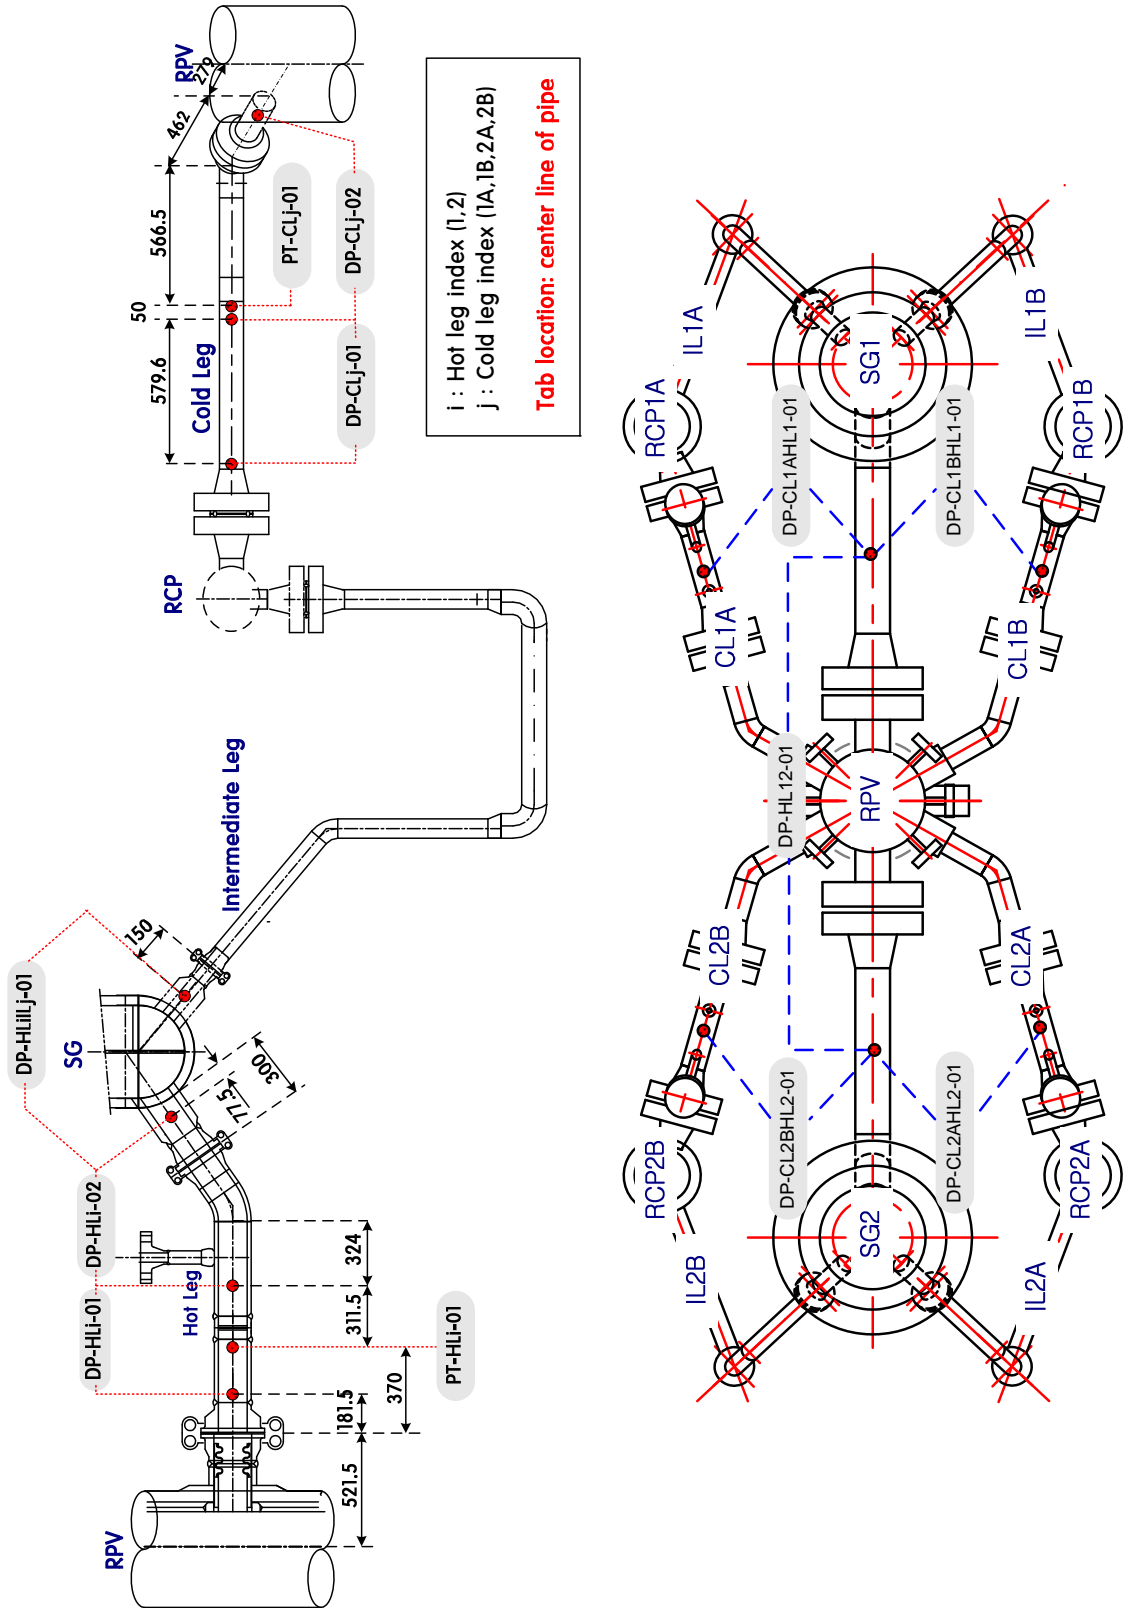 RPV
521.5
181.5
370
311.5
324
PT-HLi-01
DP-HLi-01
DP-HLi-02
Hot Leg
77.5
300
SG
DP-HLiILj-01
150
Intermediate Leg
RCP
Cold Leg
579.6
50
566.5
462
279
RPV
DP-CLj-01
DP-CLj-02
PT-CLj-01
i : Hot leg index (1,2)
j : Cold leg index (1A,1B,2A,2B)
Tab location: center line of pipe
IL2B
RCP2B
CL2B
CL1A
RCP1A
IL1A
DP-CL2BHL2-01
DP-HL12-01
DP-CL1AHL1-01
SG2
RPV
SG1
DP-CL2AHL2-01
DP-CL1BHL1-01
IL2A
RCP2A
CL2A
CL1B
RCP1B
IL1B